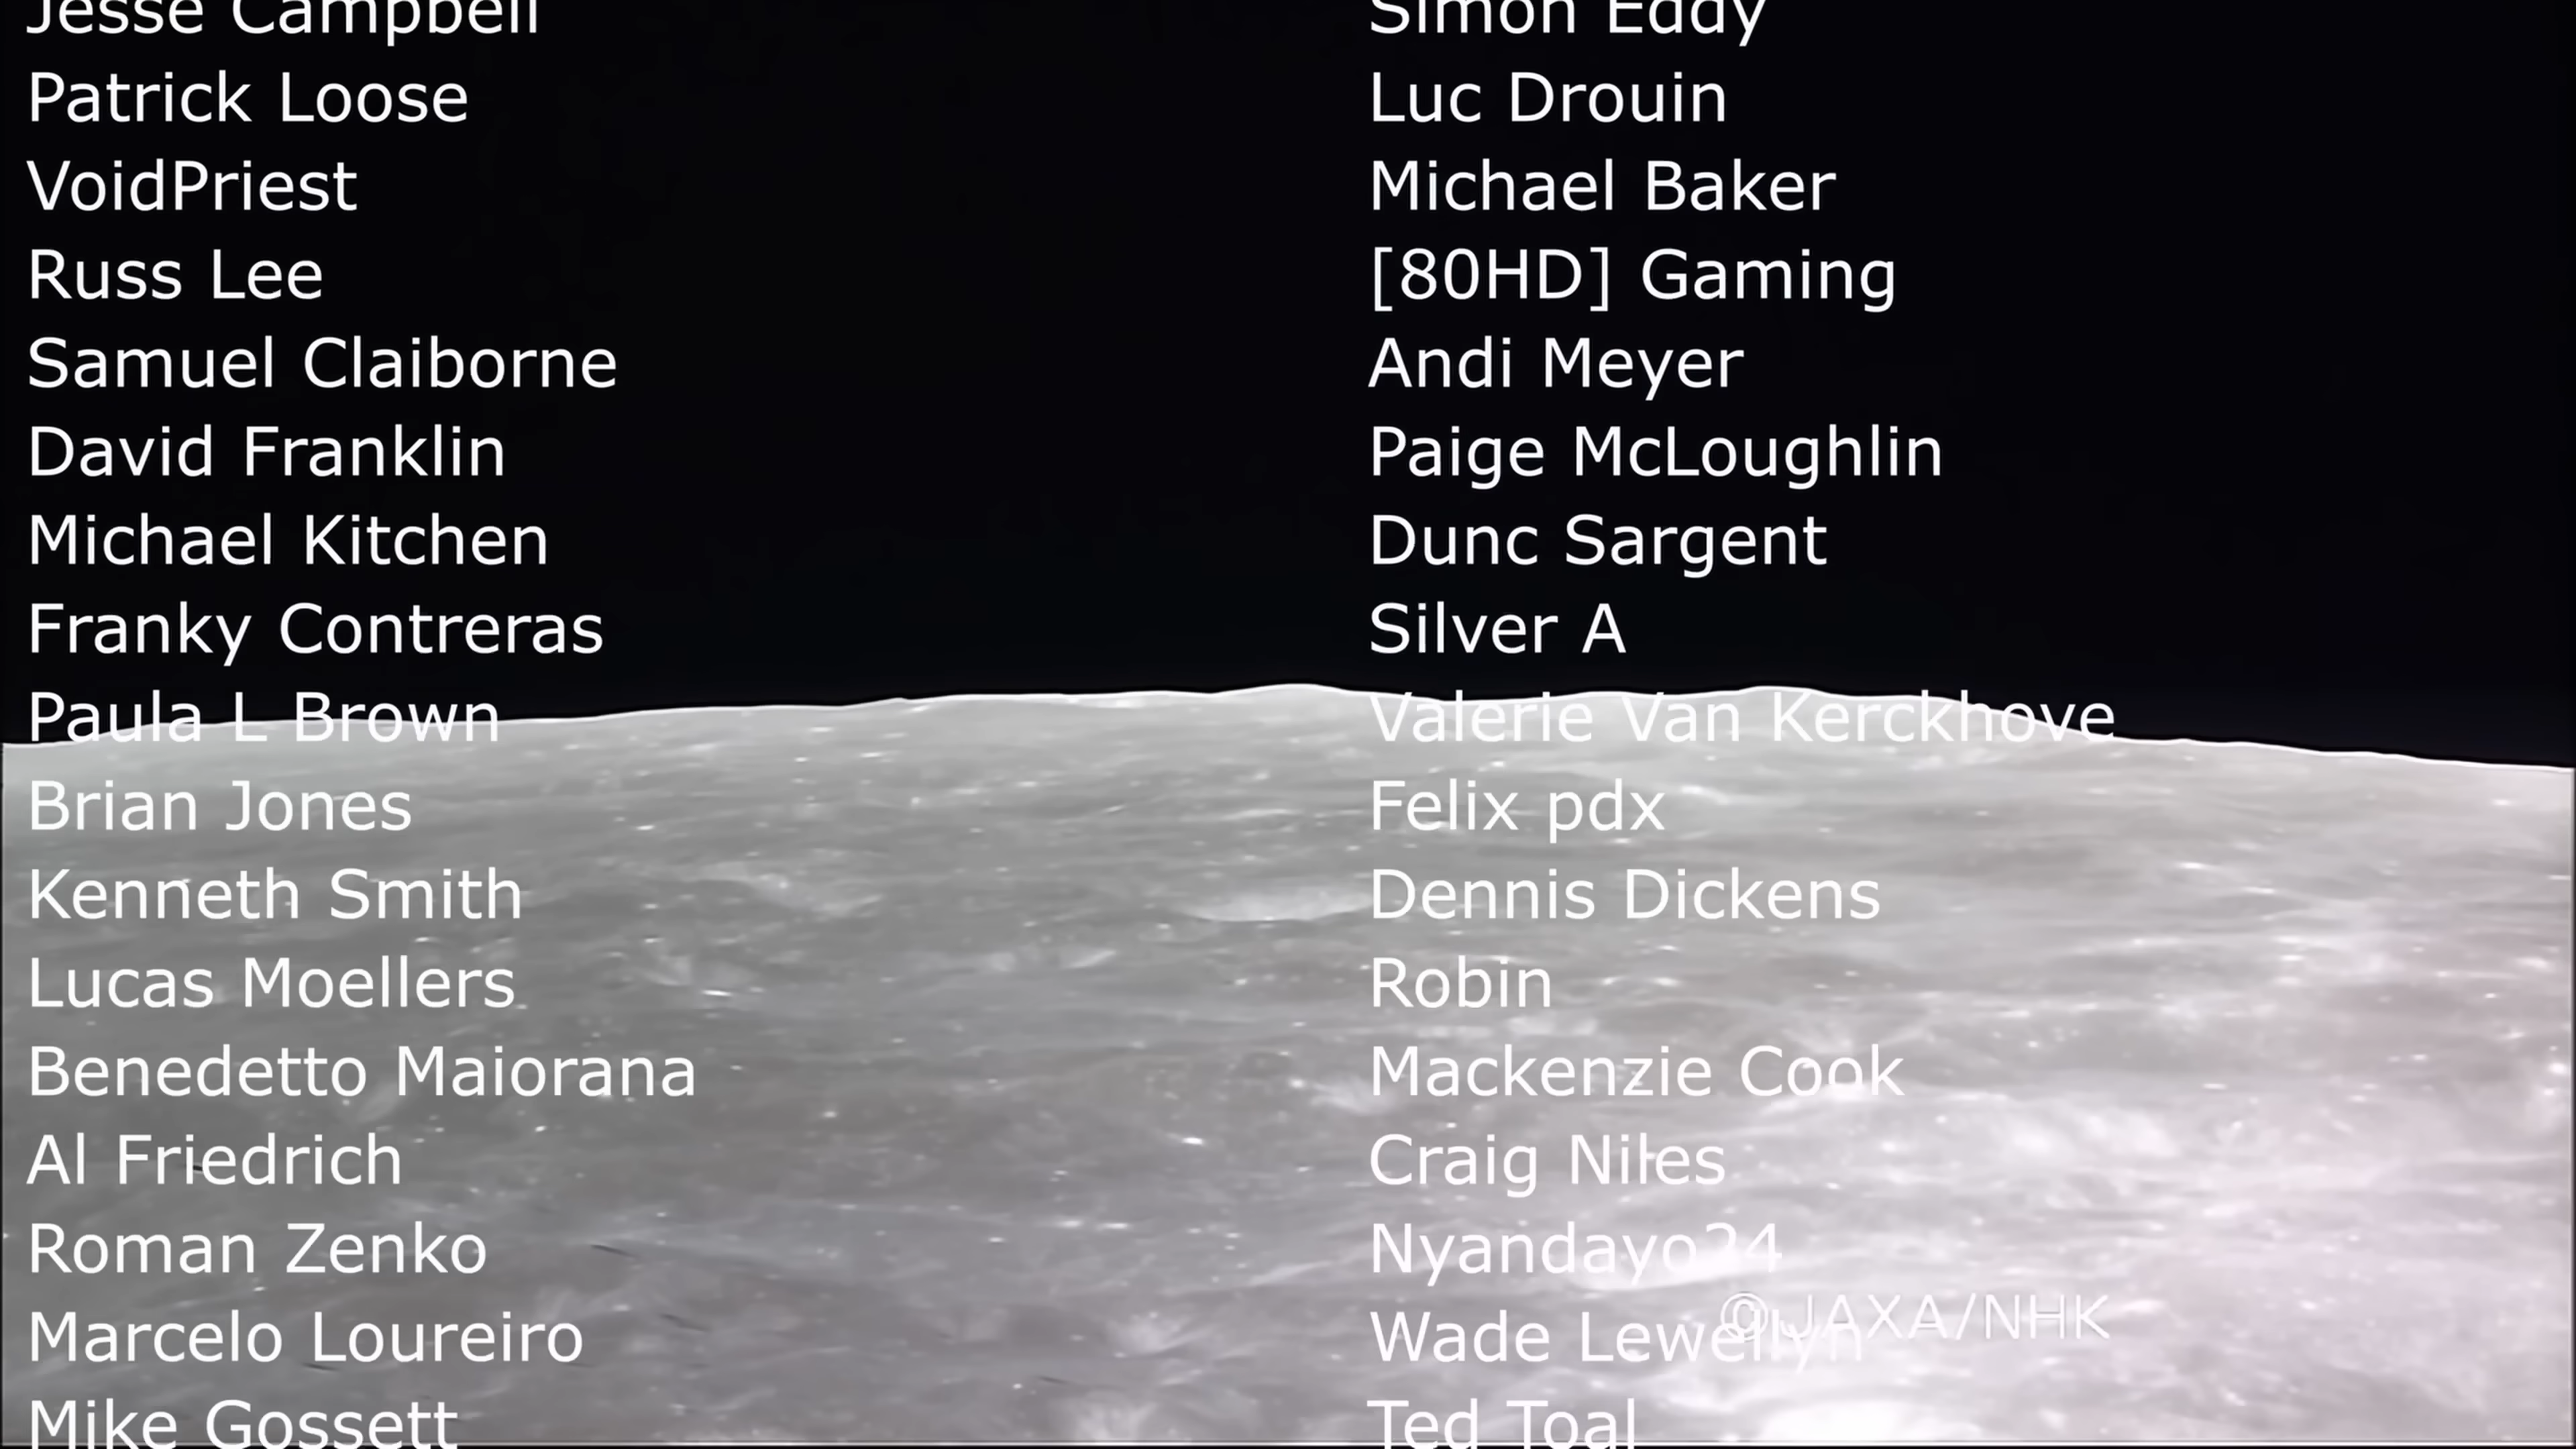 Jesse Campbell
Patrick Loose
VoidPriest
Russ Lee
Samuel Claiborne
David Franklin
Michael Kitchen
Franky Contreras
Paula L Brown
Brian Jones
Kenneth Smith
Lucas Moellers
Benedetto Maiorana
Al Friedrich
Roman Zenko
Marcelo Loureiro
Mike Gossett
Simon Eddy
Luc Drouin
Michael Baker
[80HD] Gaming
Andi Meyer
Paige McLoughlin
Dunc Sargent
Silver A
Valerie Van Kerckhove
Felix pdx
Dennis Dickens
Robin
Mackenzie Cook
Craig Niles
Nyandayo24
Wade Lewellyn
Ted Toal
©JAXA/NHK